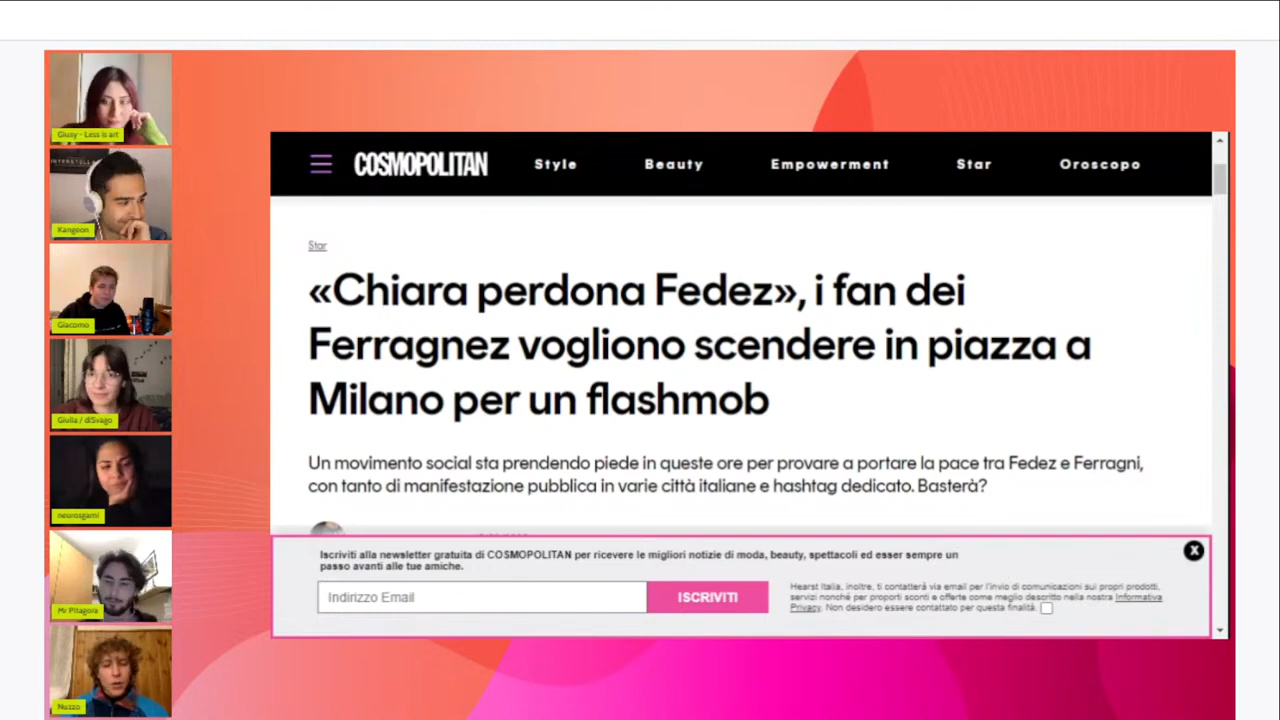 Giusy - Less is art
INTERSTELL
Kangeon
Giacomo
Giulia / diSvago
neurosgami
Mr Pitagora
Nuzzo
COSMOPOLITAN
Style
Beauty
Empowerment
Star
Oroscopo
Star
«Chiara perdona Fedez», i fan dei
Ferragnez vogliono scendere in piazza a
Milano per un flashmob
Un movimento social sta prendendo piede in queste ore per provare a portare la pace tra Fedez e Ferragni,
con tanto di manifestazione pubblica in varie città italiane e hashtag dedicato. Basterà?
Iscriviti alla newsletter gratuita di COSMOPOLITAN per ricevere le migliori notizie di moda, beauty, spettacoli ed esser sempre un
passo avanti alle tue amiche.
X
Indirizzo Email
ISCRIVITI
Hearst Italia, inoltre, ti contatterà via email per l'invio di comunicazioni sui propri prodotti,
servizi nonché per proporti sconti e offerte come meglio descritto nella nostra Informativa
Privacy. Non desidero essere contattato per questa finalità.